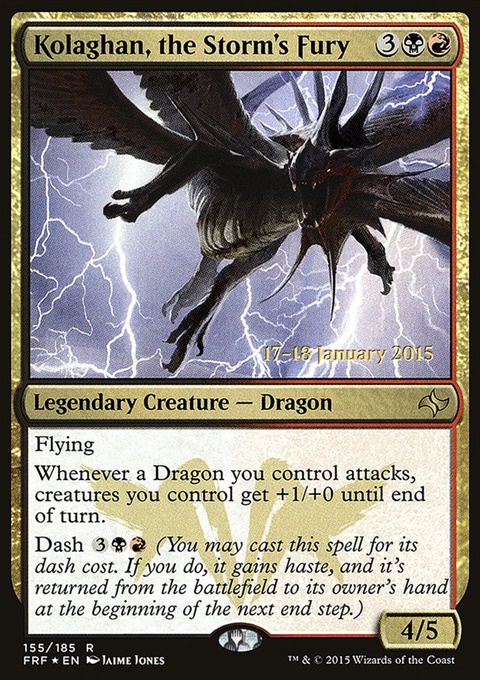 Kolaghan, the Storm's Fury 3
17-18 January 2015
Legendary Creature — Dragon
Flying
Whenever a Dragon you control attacks,
creatures you control get +1/+0 until end
of turn.
Dash 3 (You may cast this spell for its
dash cost. If you do, it gains haste, and it's
returned from the battlefield to its owner's hand
at the beginning of the next end step.)
4/5
155/185 R
FRF ★ EN Jaime Jones
™ & © 2015 Wizards of the Coast